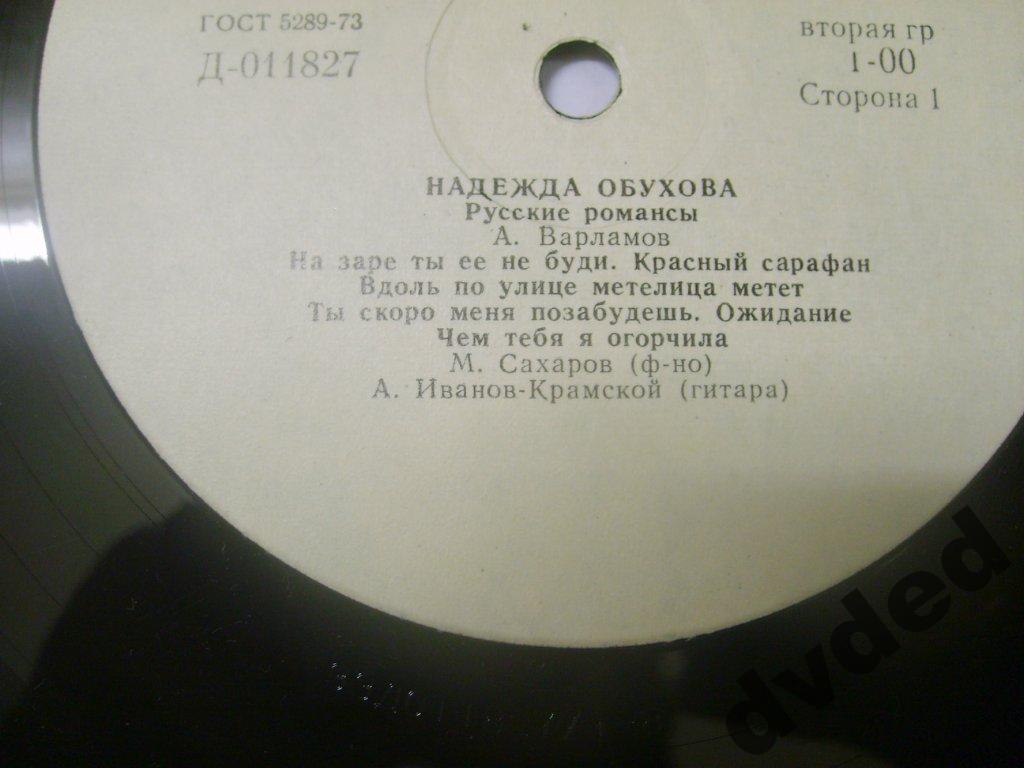 ГОСТ 5289-73
Д-011827
вторая гр
1-00
Сторона 1
НАДЕЖДА ОБУХОВА
Русские романсы
А. Варламов
На заре ты ее не буди. Красный сарафан
Вдоль по улице метелица метет
Ты скоро меня позабудешь. Ожидание
Чем тебя я огорчила
М. Сахаров (ф-но)
А. Иванов-Крамской (гитара)
dvded